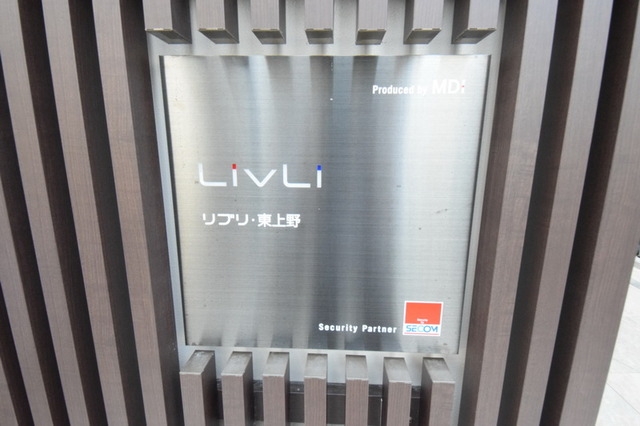 Produced by MDi
LivLi
リブリ・東上野
Security Partner
SECOM